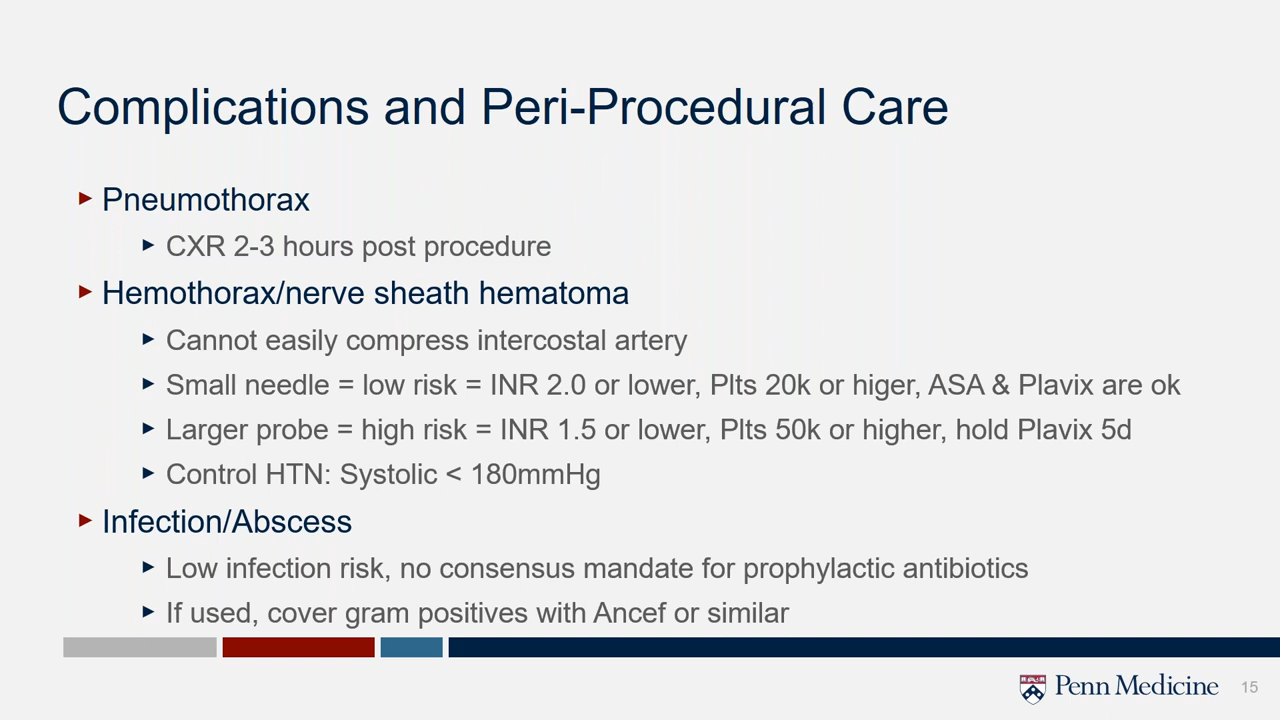 Complications and Peri-Procedural Care
Pneumothorax
CXR 2-3 hours post procedure
Hemothorax/nerve sheath hematoma
Cannot easily compress intercostal artery
Small needle = low risk = INR 2.0 or lower, Plts 20k or higer, ASA & Plavix are ok
Larger probe = high risk = INR 1.5 or lower, Plts 50k or higher, hold Plavix 5d
Control HTN: Systolic < 180mmHg
Infection/Abscess
Low infection risk, no consensus mandate for prophylactic antibiotics
If used, cover gram positives with Ancef or similar
Penn Medicine 15